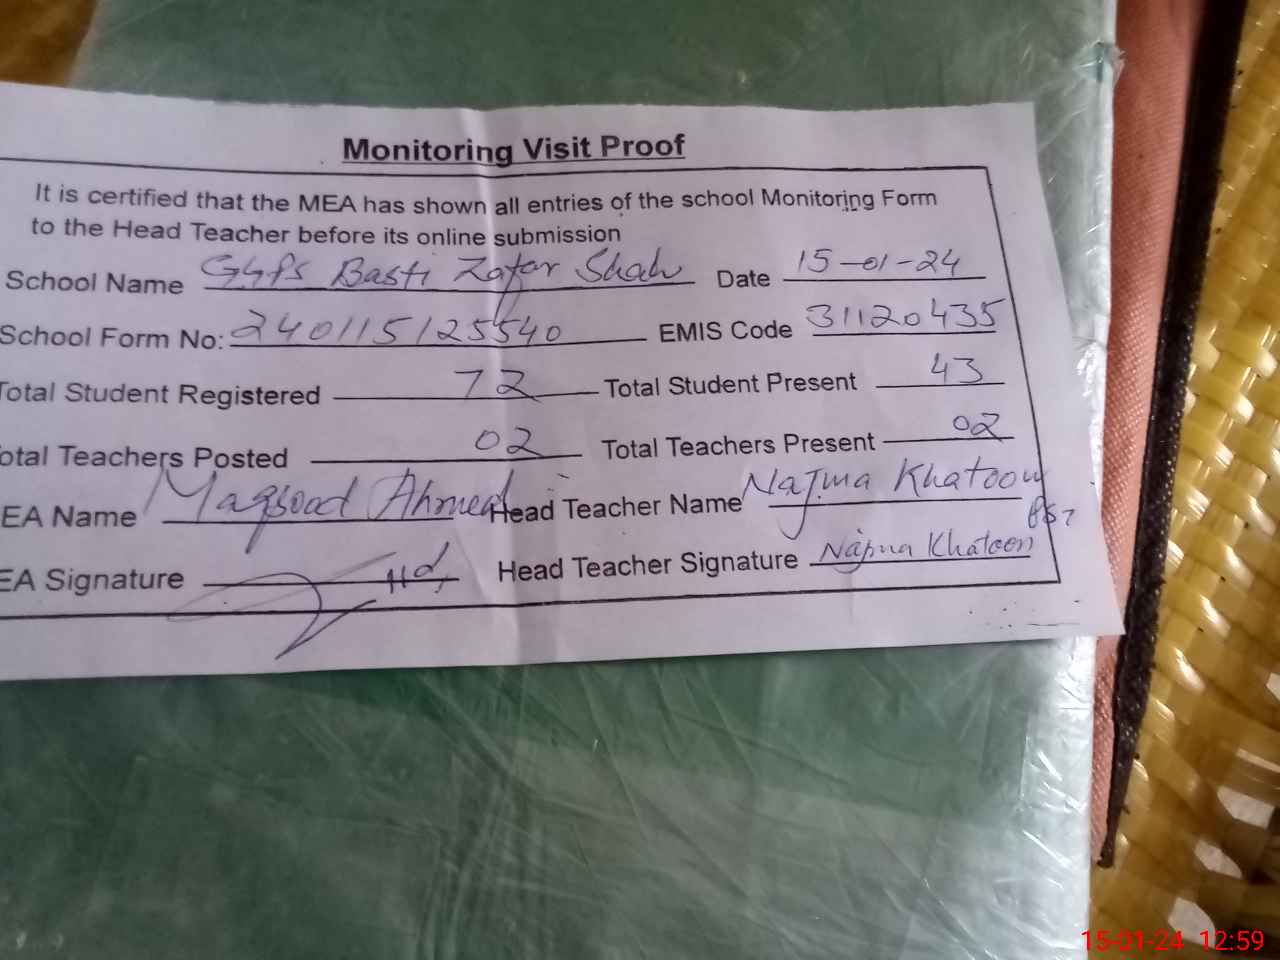 Monitoring Visit Proof
It is certified that the MEA has shown all entries of the school Monitoring Form
to the Head Teacher before its online submission
School Name GGPS Basti Zafar Shah Date 15-01-24
School Form No: 240115125540 EMIS Code 31120435
Total Student Registered 72 Total Student Present 43
otal Teachers Posted 02 Total Teachers Present 02
EA Name Maqsood Ahmed Head Teacher Name Najma Khatoon
EA Signature Head Teacher Signature Najma Khatoon
15-01-24 12:59